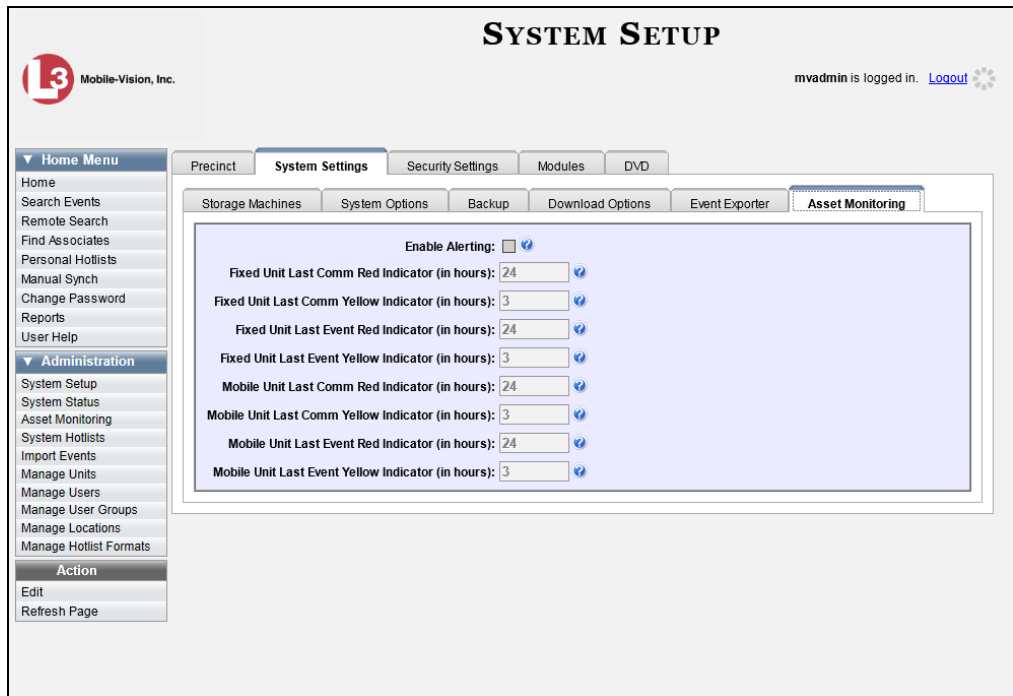 SYSTEM SETUP
L3 Mobile-Vision, Inc.
mvadmin is logged in. Logout
▼ Home Menu
Home
Search Events
Remote Search
Find Associates
Personal Hotlists
Manual Synch
Change Password
Reports
User Help
▼ Administration
System Setup
System Status
Asset Monitoring
System Hotlists
Import Events
Manage Units
Manage Users
Manage User Groups
Manage Locations
Manage Hotlist Formats
Action
Edit
Refresh Page
Precinct System Settings Security Settings Modules DVD
Storage Machines System Options Backup Download Options Event Exporter Asset Monitoring
Enable Alerting: ?
Fixed Unit Last Comm Red Indicator (in hours): 24 ?
Fixed Unit Last Comm Yellow Indicator (in hours): 3 ?
Fixed Unit Last Event Red Indicator (in hours): 24 ?
Fixed Unit Last Event Yellow Indicator (in hours): 3 ?
Mobile Unit Last Comm Red Indicator (in hours): 24 ?
Mobile Unit Last Comm Yellow Indicator (in hours): 3 ?
Mobile Unit Last Event Red Indicator (in hours): 24 ?
Mobile Unit Last Event Yellow Indicator (in hours): 3 ?